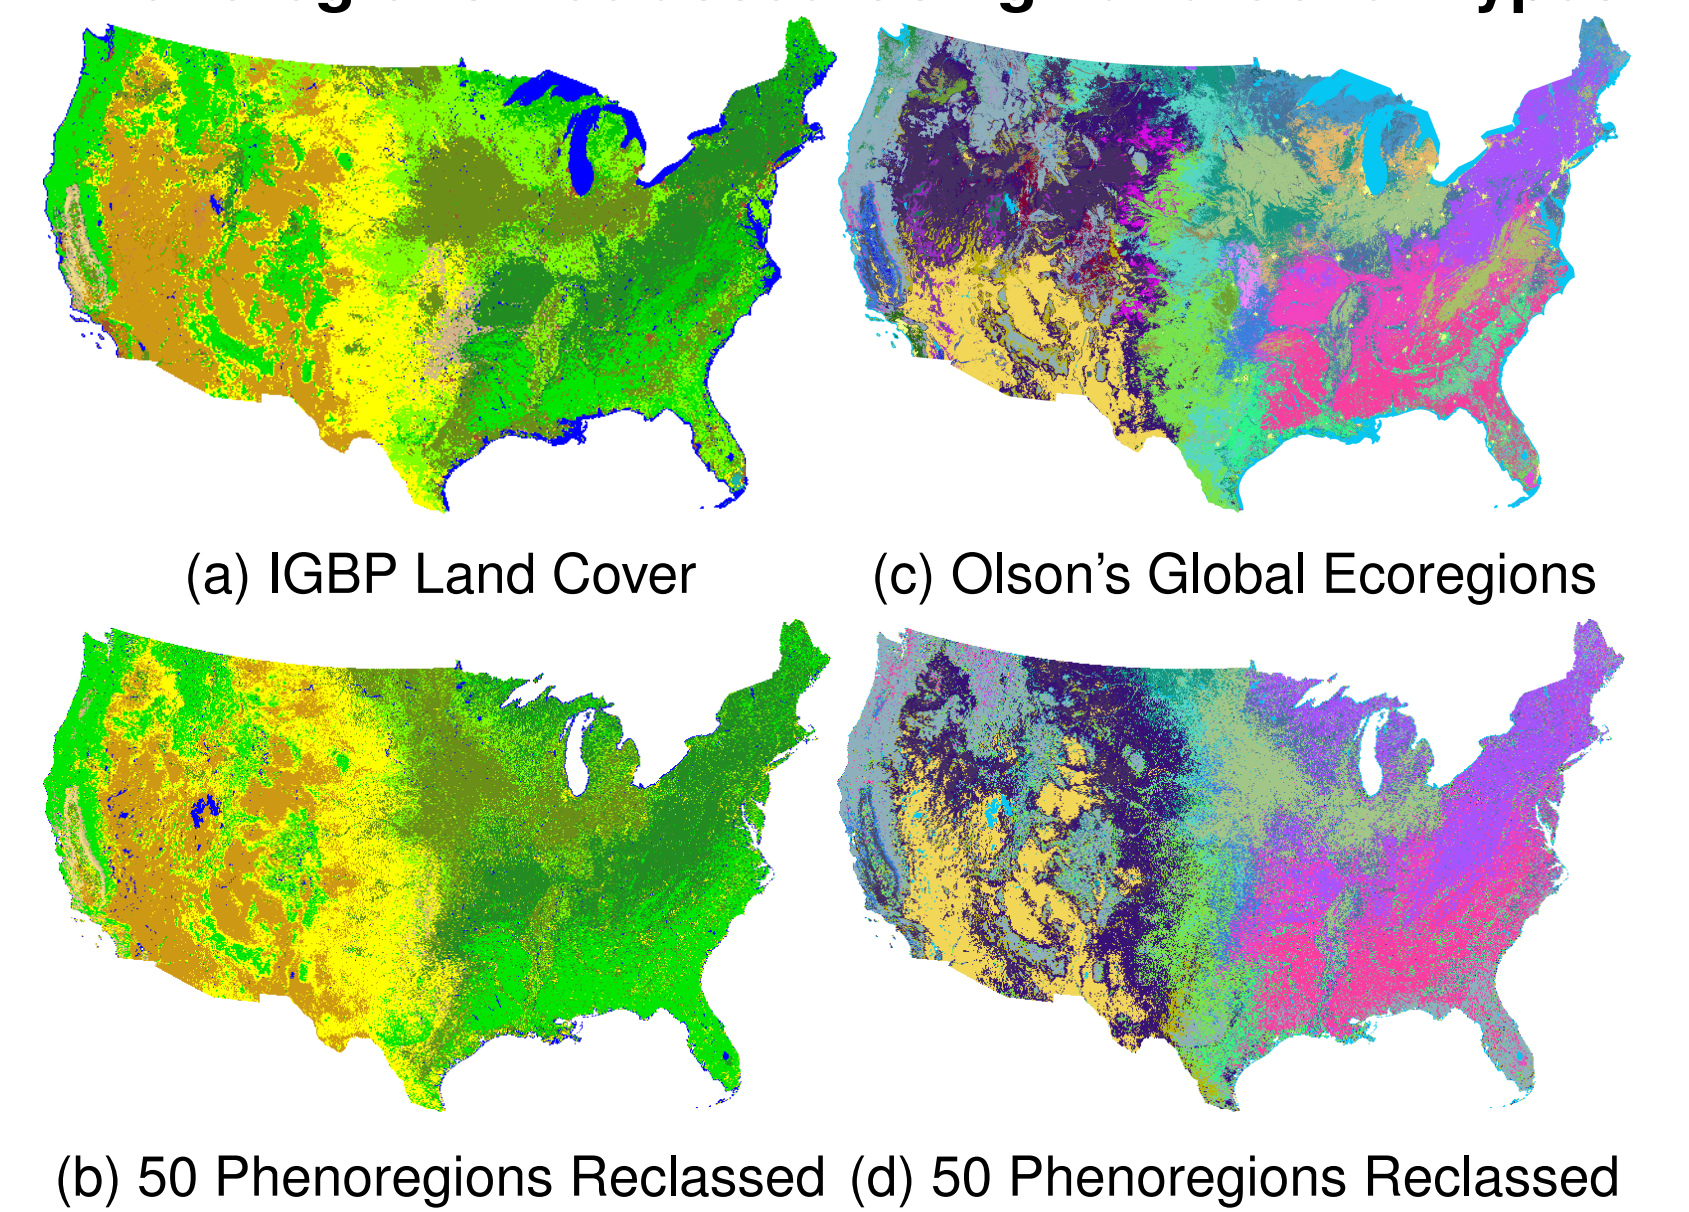 (a) IGBP Land Cover
(c) Olson's Global Ecoregions
(b) 50 Phenoregions Reclassed
(d) 50 Phenoregions Reclassed